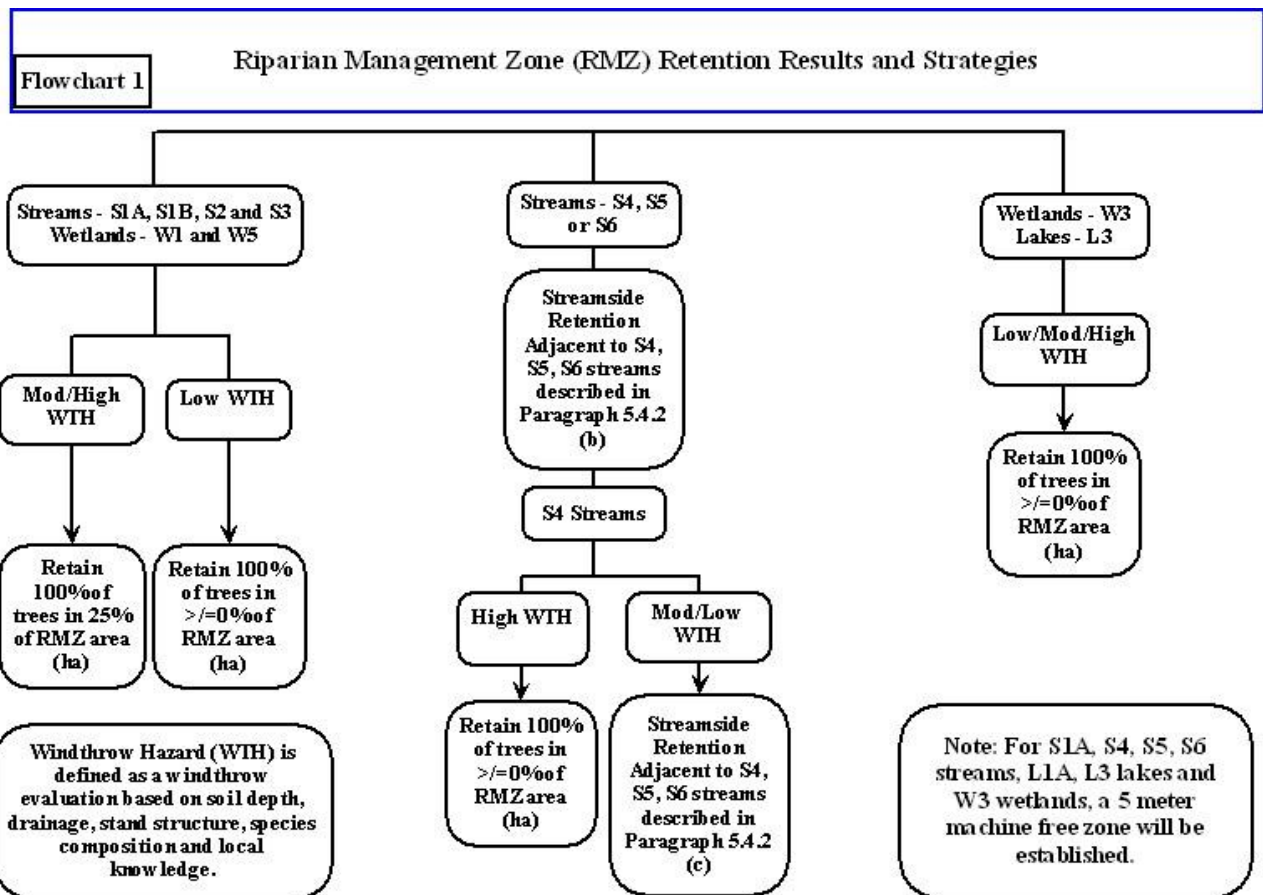 Riparian Management Zone (RMZ) Retention Results and Strategies
Flowchart 1
Streams - S1A, S1B, S2 and S3
Wetlands - W1 and W5
Mod/High
WTH
Low WTH
Retain
100% of
trees in 25%
of RMZ area
(ha)
Retain 100%
of trees in
>/=0% of
RMZ area
(ha)
Windthrow Hazard (WTH) is
defined as a windthrow
evaluation based on soil depth,
drainage, stand structure, species
composition and local
knowledge.
Streams - S4, S5
or S6
Streamside
Retention
Adjacent to S4,
S5, S6 streams
described in
Paragraph 5.4.2
(b)
S4 Streams
High WTH
Mod/Low
WTH
Retain 100%
of trees in
>/=0% of
RMZ area
(ha)
Streamside
Retention
Adjacent to S4,
S5, S6 streams
described in
Paragraph 5.4.2
(c)
Wetlands - W3
Lakes - L3
Low/Mod/High
WTH
Retain 100%
of trees in
>/=0% of
RMZ area
(ha)
Note: For S1A, S4, S5, S6
streams, L1A, L3 lakes and
W3 wetlands, a 5 meter
machine free zone will be
established.